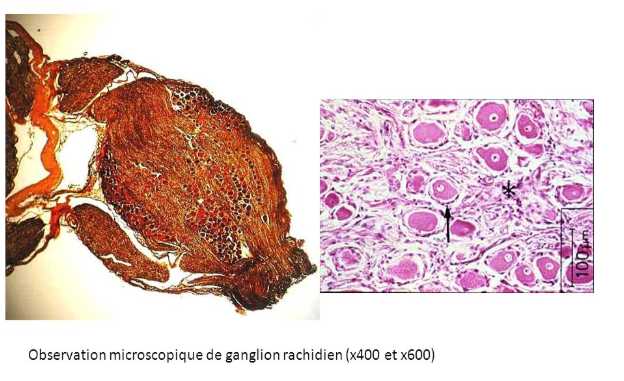 100µm
Observation microscopique de ganglion rachidien (x400 et x600)